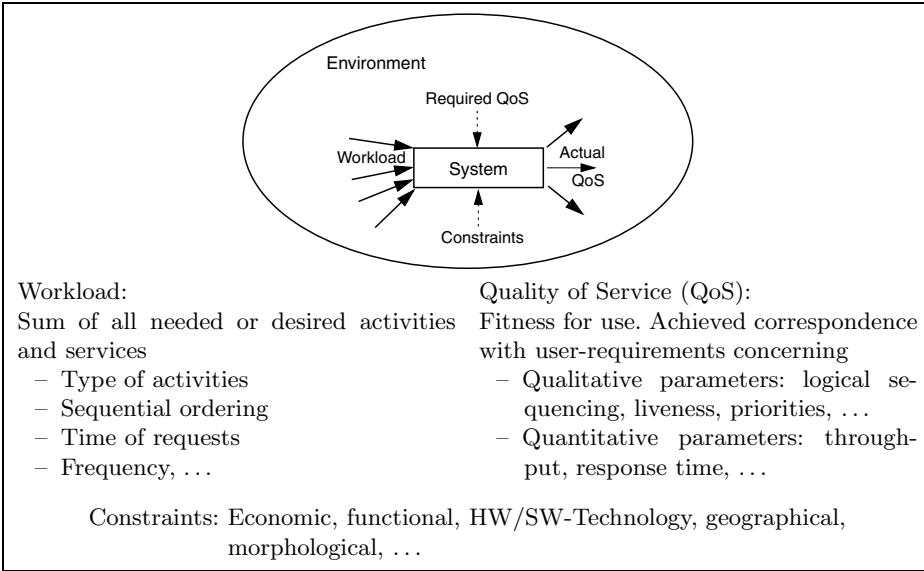 Environment
Required QoS
Workload
System
Actual
QoS
Constraints
Workload:
Sum of all needed or desired activities
and services
– Type of activities
– Sequential ordering
– Time of requests
– Frequency, ...
Quality of Service (QoS):
Fitness for use. Achieved correspondence
with user-requirements concerning
– Qualitative parameters: logical se-
quencing, liveness, priorities, ...
– Quantitative parameters: through-
put, response time, ...
Constraints: Economic, functional, HW/SW-Technology, geographical,
morphological, ...